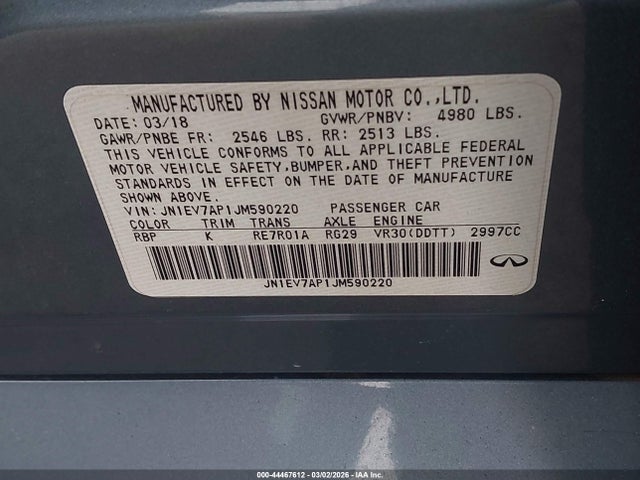 MANUFACTURED BY NISSAN MOTOR CO.,LTD.
DATE: 03/18 GVWR/PNBV: 4980 LBS.
GAWR/PNBE FR: 2546 LBS. RR: 2513 LBS.
THIS VEHICLE CONFORMS TO ALL APPLICABLE FEDERAL
MOTOR VEHICLE SAFETY,BUMPER,AND THEFT PREVENTION
STANDARDS IN EFFECT ON THE DATE OF MANUFACTURE
SHOWN ABOVE.
VIN: JN1EV7AP1JM590220 PASSENGER CAR
COLOR TRIM TRANS AXLE ENGINE
RBP K RE7R01A RG29 VR30(DDTT) 2997CC
JN1EV7AP1JM590220
000-44467612 - 03/02/2026 - IAA Inc.